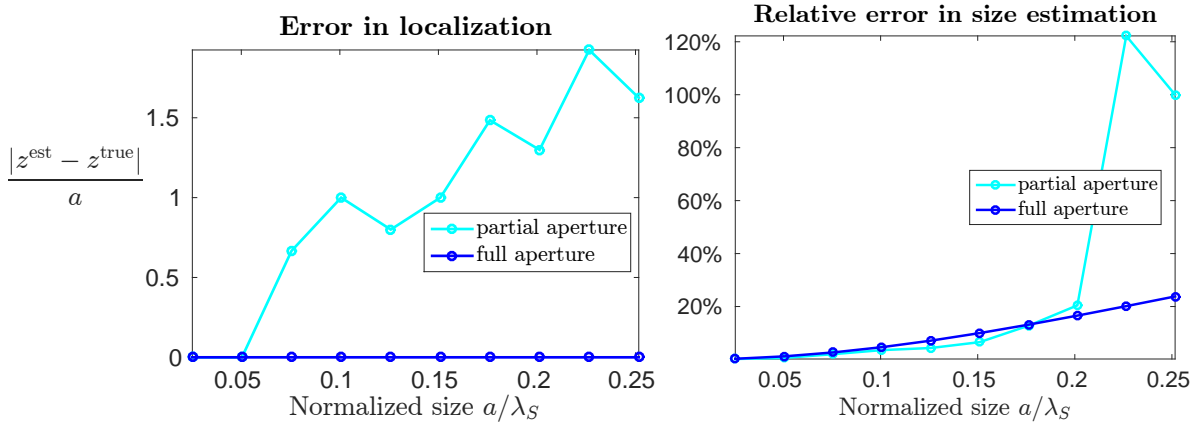 Error in localization
|z^est − z^true|
a
1.5
1
0.5
0
partial aperture
full aperture
0.05 0.1 0.15 0.2 0.25
Normalized size a/λ_S
Relative error in size estimation
120%
100%
80%
60%
40%
20%
partial aperture
full aperture
0.05 0.1 0.15 0.2 0.25
Normalized size a/λ_S